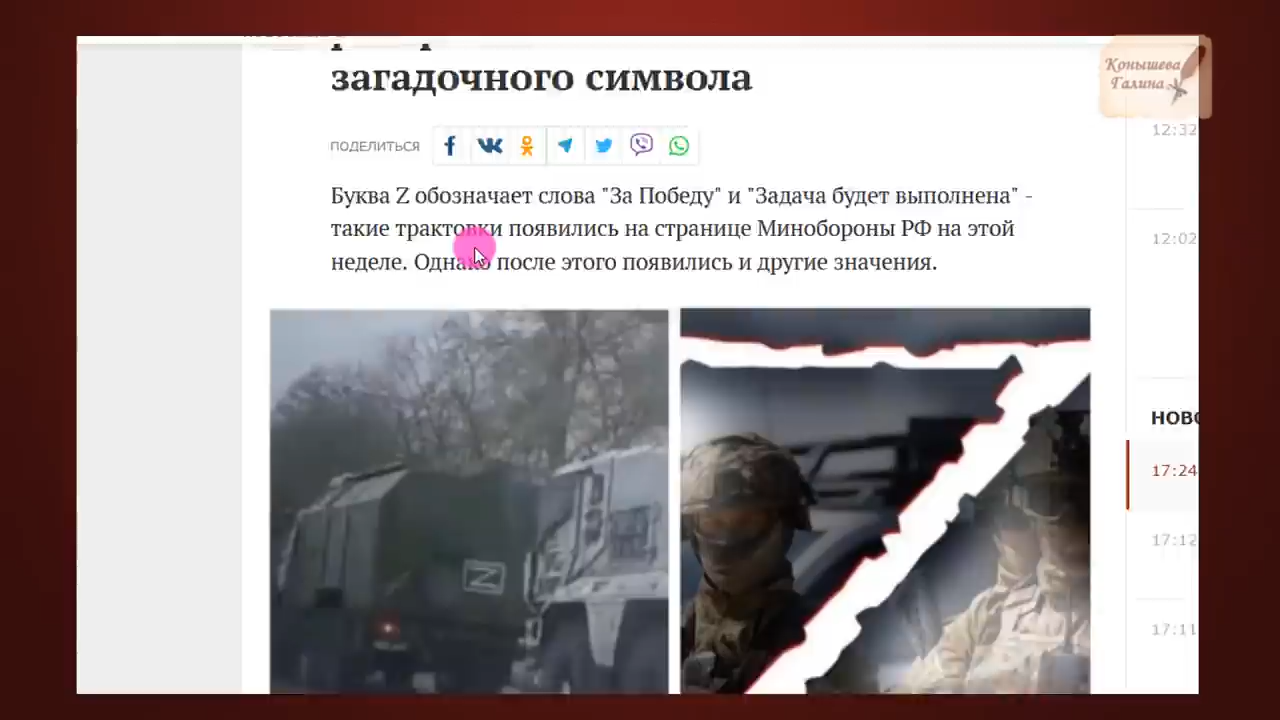 загадочного символа
Конышева
Галина
ПОДЕЛИТЬСЯ
Буква Z обозначает слова "За Победу" и "Задача будет выполнена" -
такие трактовки появились на странице Минобороны РФ на этой
неделе. Однако после этого появились и другие значения.
12:32
12:02
НОВО
17:24
17:12
17:11
Z